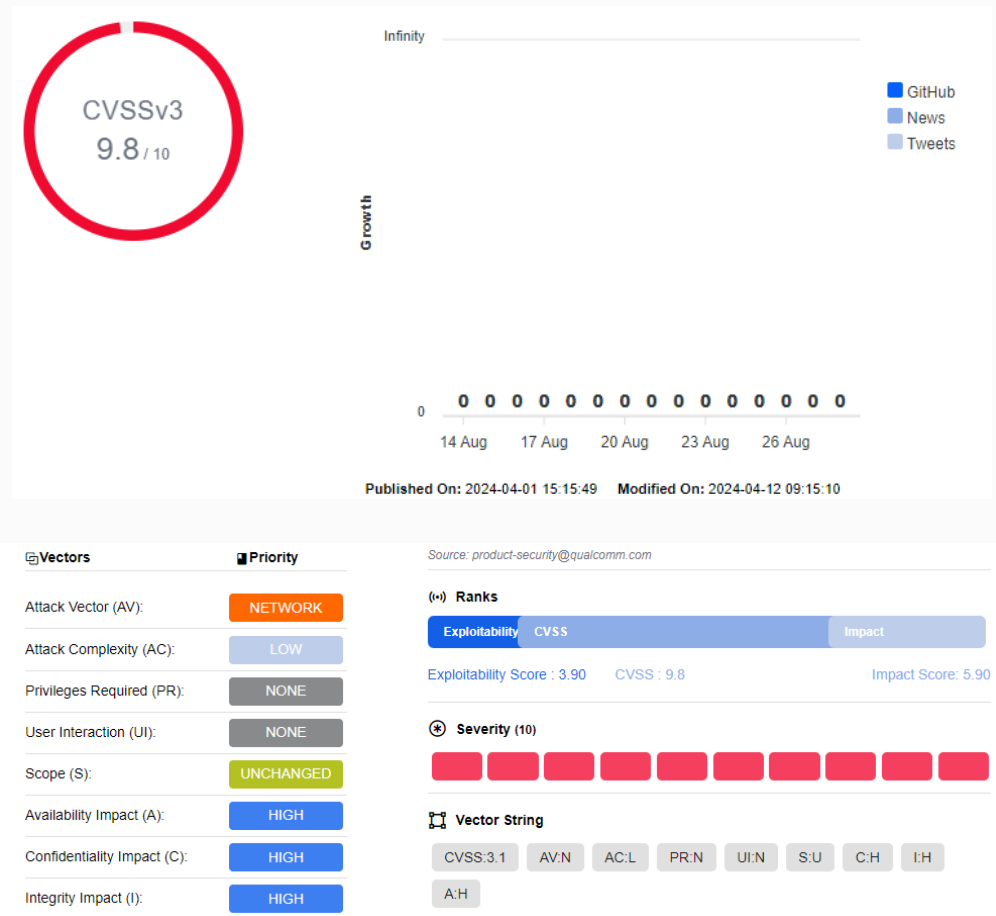 CVSSv3
9.8 / 10
Infinity
Growth
0
0 0 0 0 0 0 0 0 0 0 0 0 0 0 0
14 Aug 17 Aug 20 Aug 23 Aug 26 Aug
GitHub
News
Tweets
Published On: 2024-04-01 15:15:49 Modified On: 2024-04-12 09:15:10
Vectors Priority
Attack Vector (AV): NETWORK
Attack Complexity (AC): LOW
Privileges Required (PR): NONE
User Interaction (UI): NONE
Scope (S): UNCHANGED
Availability Impact (A): HIGH
Confidentiality Impact (C): HIGH
Integrity Impact (I): HIGH
Source: product-security@qualcomm.com
Ranks
Exploitability CVSS Impact
Exploitability Score : 3.90 CVSS : 9.8 Impact Score: 5.90
Severity (10)
Vector String
CVSS:3.1 AV:N AC:L PR:N UI:N S:U C:H I:H
A:H